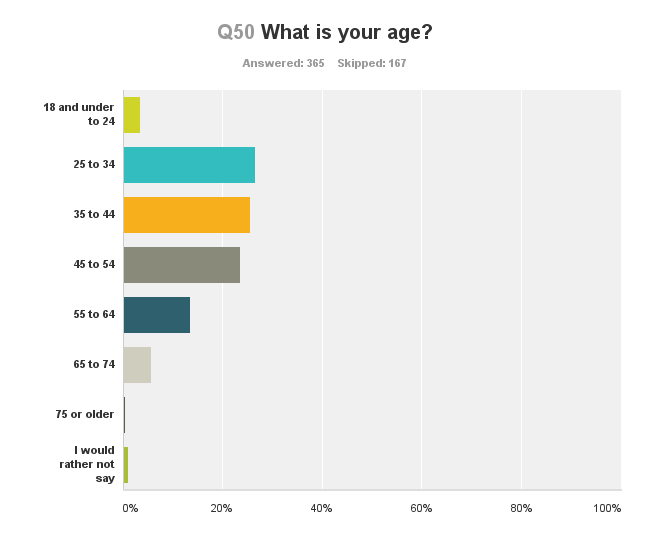 Q50 What is your age?
Answered: 365 Skipped: 167
18 and under
to 24
25 to 34
35 to 44
45 to 54
55 to 64
65 to 74
75 or older
I would
rather not
say
0% 20% 40% 60% 80% 100%